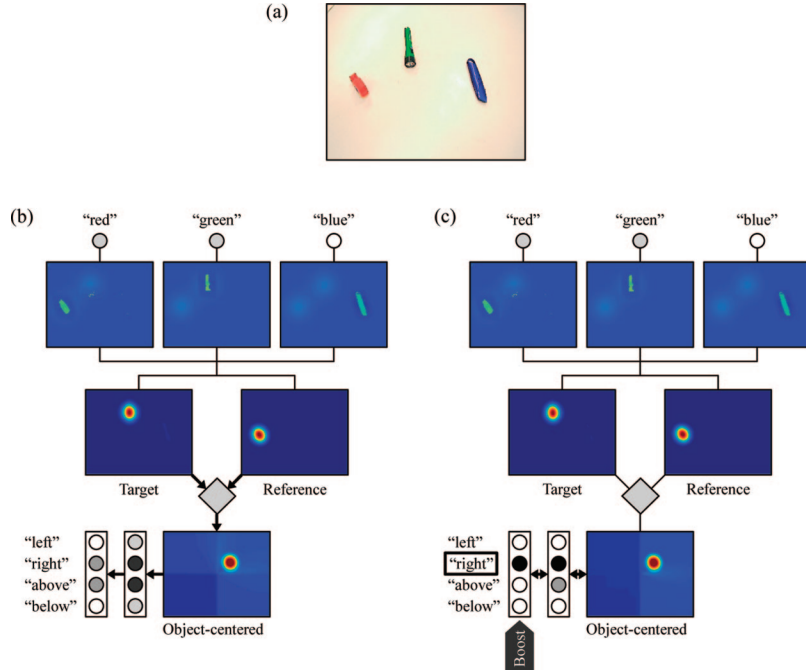 (a)
(b)
“red” “green” “blue”
Target Reference
“left”
“right”
“above”
“below”
Object-centered
(c)
“red” “green” “blue”
Target Reference
“left”
“right”
“above”
“below”
Object-centered
Boost